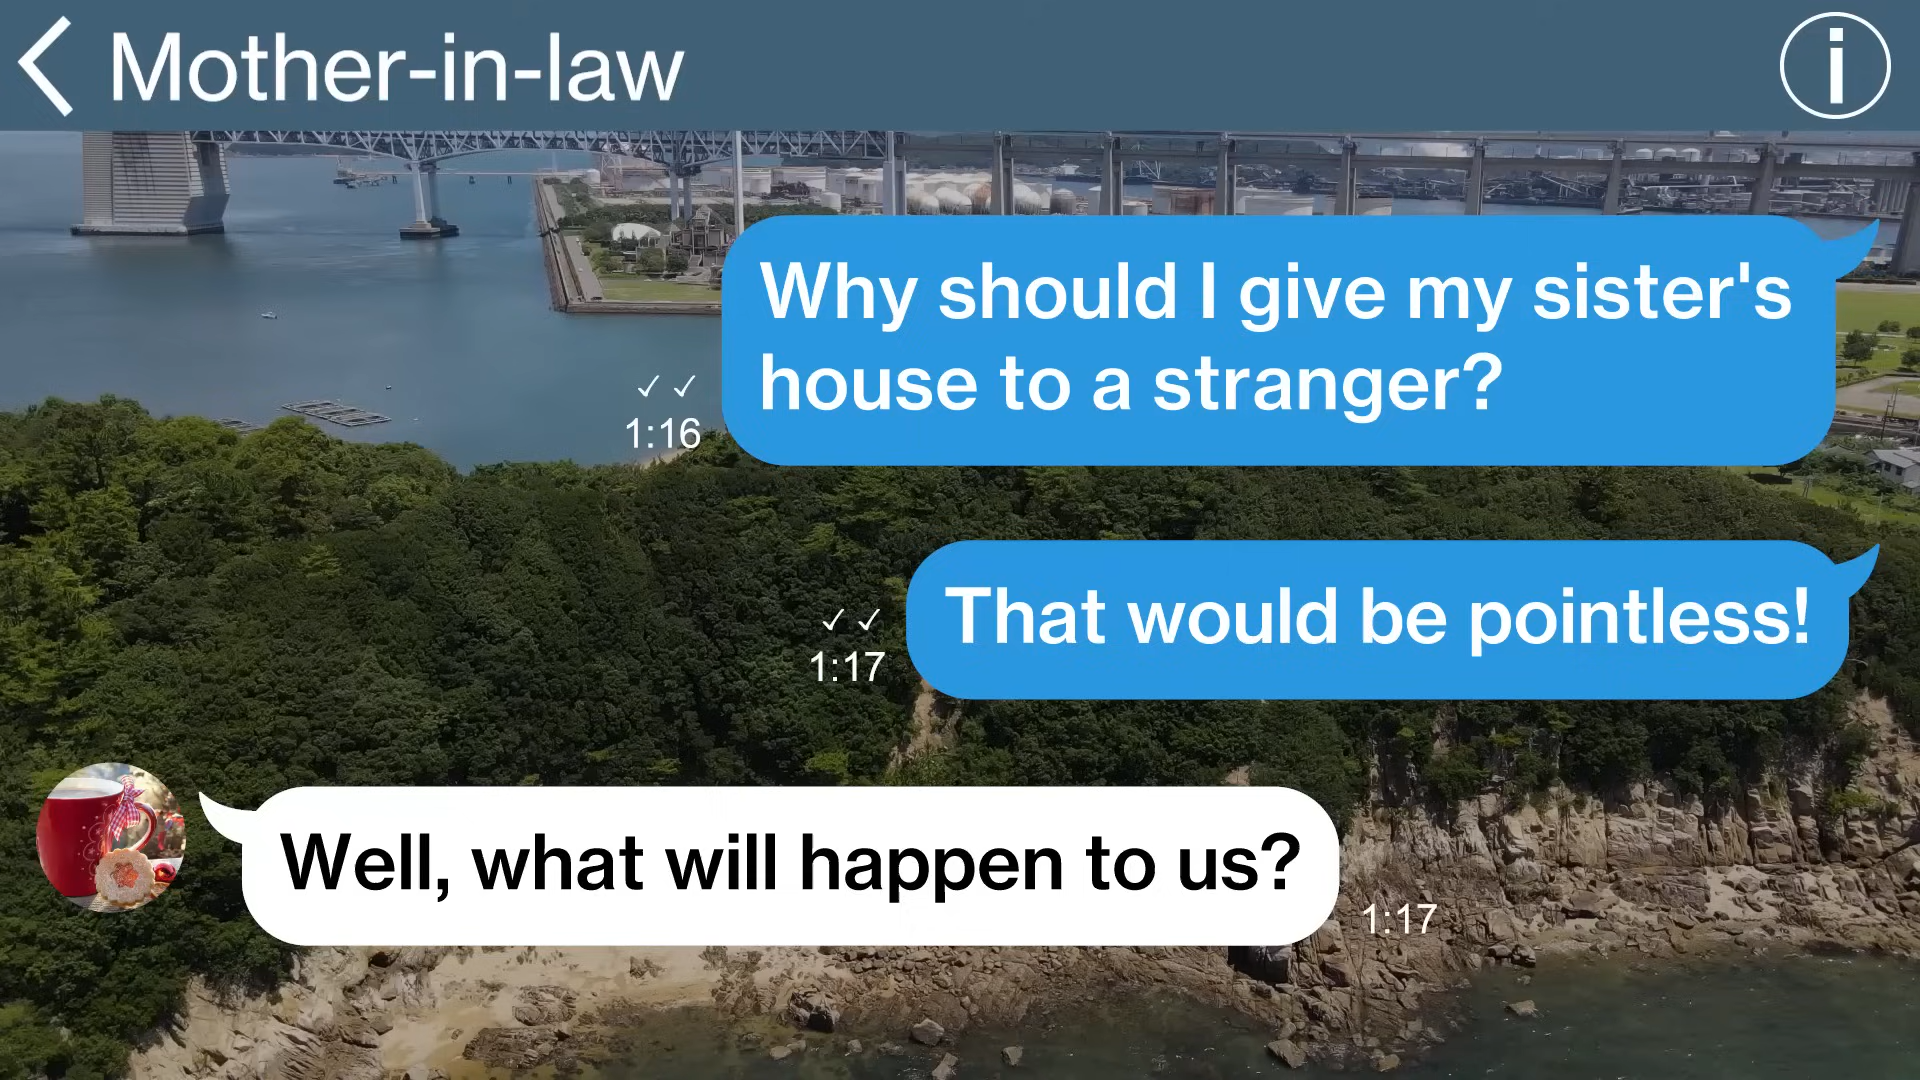 Mother-in-law
Why should I give my sister's
house to a stranger?
✓ ✓
1:16
That would be pointless!
✓ ✓
1:17
Well, what will happen to us?
1:17